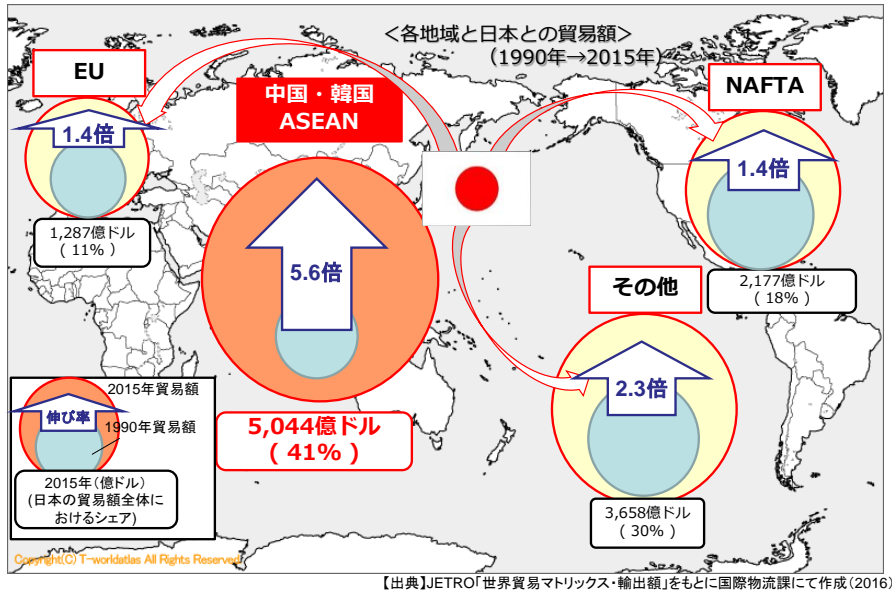 <各地域と日本との貿易額>
(1990年→2015年)
EU
1.4倍
1,287億ドル
( 11% )
中国・韓国
ASEAN
5.6倍
5,044億ドル
( 41% )
NAFTA
1.4倍
2,177億ドル
( 18% )
その他
2.3倍
3,658億ドル
( 30% )
2015年貿易額
伸び率
1990年貿易額
2015年(億ドル)
(日本の貿易額全体に
おけるシェア)
Copyright(C) T-worldatlas All Rights Reserved
【出典】JETRO「世界貿易マトリックス・輸出額」をもとに国際物流課にて作成(2016)